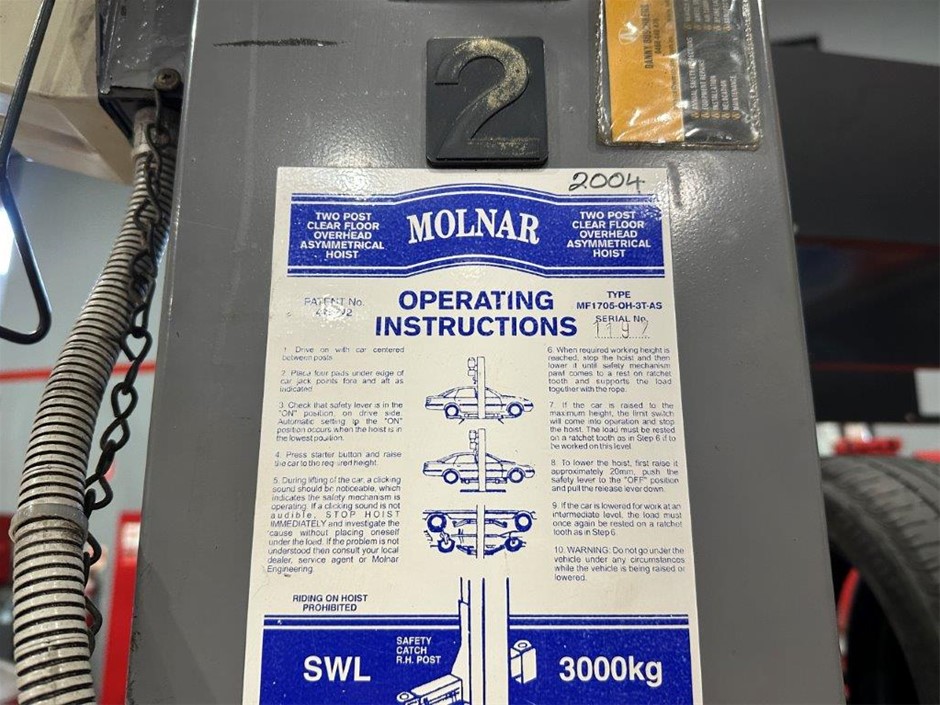 2
DANNY
ANNUAL SAFETY INSPECTIONS
EQUIPMENT REPAIRS
INSTALLATION
RELOCATION
MAINTENANCE
2004
TWO POST
CLEAR FLOOR
OVERHEAD
ASYMMETRICAL
HOIST
MOLNAR
TWO POST
CLEAR FLOOR
OVERHEAD
ASYMMETRICAL
HOIST
PATENT No.
OPERATING
INSTRUCTIONS
TYPE
MF1705-OH-3T-AS
SERIAL No.
1192
1. Drive on with car centered
between posts.
2. Place four pads under edge of
car jack points fore and aft as
indicated.
3. Check that safety lever is in the
"ON" position, on drive side.
Automatic setting to the "ON"
position occurs when the hoist is in
the lowest position.
4. Press starter button and raise
the car to the required height.
5. During lifting of the car, a clicking
sound should be noticeable, which
indicates the safety mechanism is
operating. If a clicking sound is not
audible, STOP HOIST
IMMEDIATELY and investigate the
cause without placing oneself
under the load. If the problem is not
understood then consult your local
dealer, service agent or Molnar
Engineering.
6. When required working height is
reached, stop the hoist and then
lower it until safety mechanism
pawl comes to a rest on ratchet
tooth and supports the load
together with the rope.
7. If the car is raised to the
maximum height, the limit switch
will come into operation and stop
the hoist. The load must be rested
on a ratchet tooth as in Step 6 if to
be worked on this level.
8. To lower the hoist, first raise it
approximately 20mm, push the
safety lever to the "OFF" position
and pull the release lever down.
9. If the car is lowered for work at an
intermediate level, the load must
once again be rested on a ratchet
tooth as in Step 6.
10. WARNING: Do not go under the
vehicle under any circumstances
while the vehicle is being raised or
lowered.
RIDING ON HOIST
PROHIBITED
SWL
SAFETY
CATCH
R.H. POST
3000kg